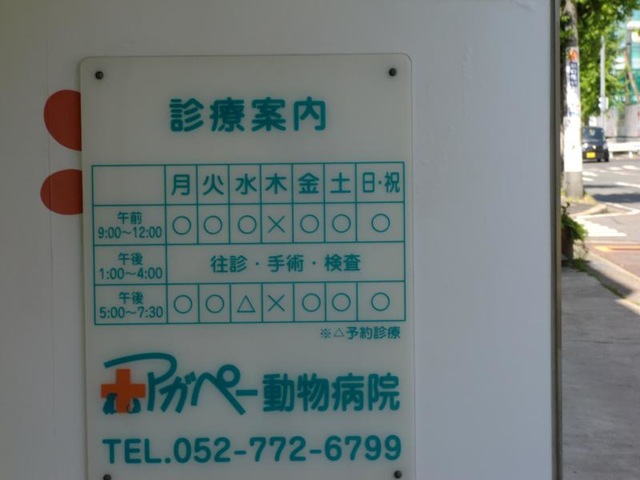 診療案内
月 火 水 木 金 土 日・祝
午前 9:00～12:00 ○ ○ ○ × ○ ○ ○
午後 1:00～4:00 往診・手術・検査
午後 5:00～7:30 ○ ○ △ × ○ ○ ○
※△予約診療
アガペー動物病院
TEL.052-772-6799